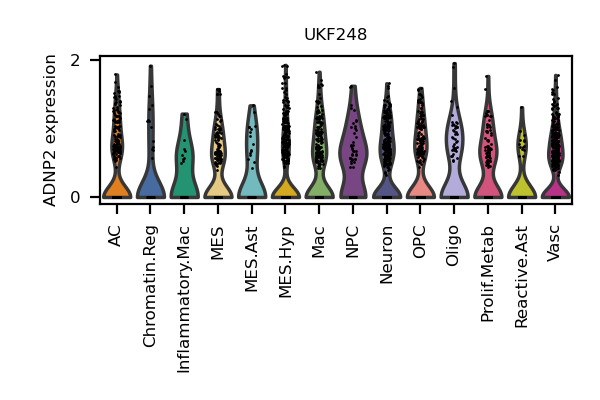 UKF248
ADNP2 expression
2
0
AC
Chromatin.Reg
Inflammatory.Mac
MES
MES.Ast
MES.Hyp
Mac
NPC
Neuron
OPC
Oligo
Prolif.Metab
Reactive.Ast
Vasc